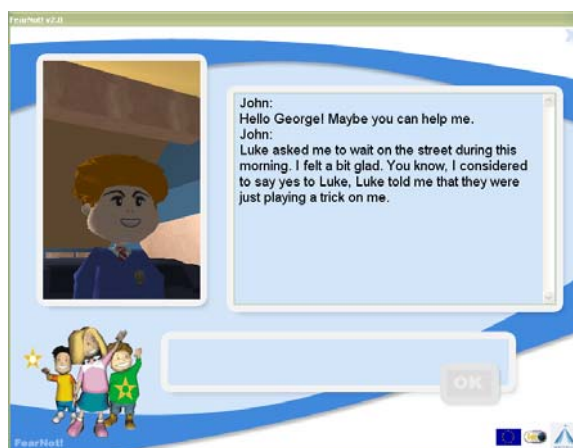 FearNot! v2.0
John:
Hello George! Maybe you can help me.
John:
Luke asked me to wait on the street during this
morning. I felt a bit glad. You know, I considered
to say yes to Luke, Luke told me that they were
just playing a trick on me.
OK
FearNot!